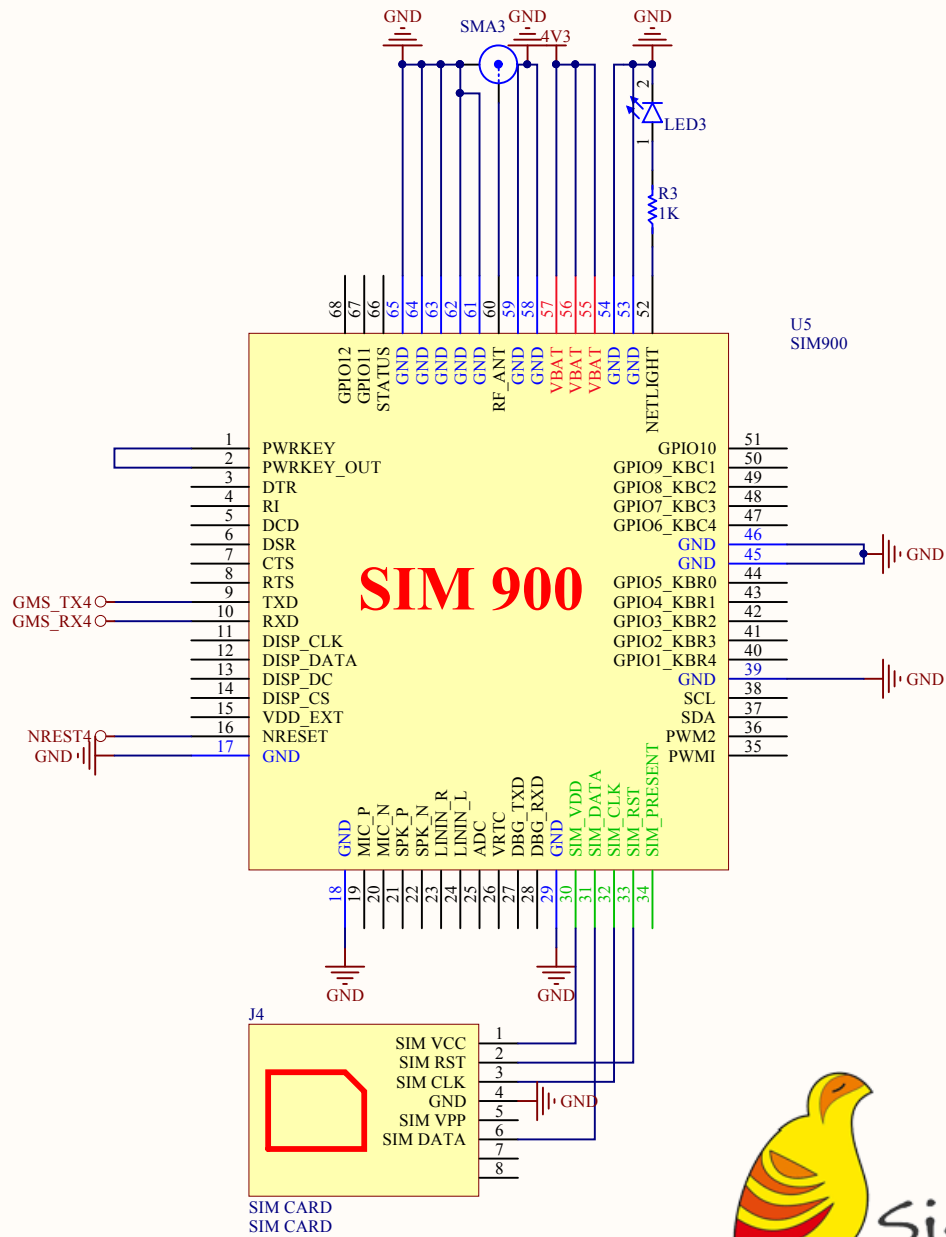 GND
SMA3
GND
4V3
GND
2
LED3
1
R3
1K
68
67
66
65
64
63
62
61
60
59
58
57
56
55
54
53
52
U5
SIM900
GPIO12
GPIO11
STATUS
GND
GND
GND
GND
GND
RF_ANT
GND
GND
VBAT
VBAT
VBAT
GND
GND
NETLIGHT
1 PWRKEY
2 PWRKEY_OUT
3 DTR
4 RI
5 DCD
6 DSR
7 CTS
8 RTS
GMS_TX4 9 TXD
GMS_RX4 10 RXD
11 DISP_CLK
12 DISP_DATA
13 DISP_DC
14 DISP_CS
15 VDD_EXT
NREST4 16 NRESET
GND 17 GND
SIM 900
GPIO10 51
GPIO9_KBC1 50
GPIO8_KBC2 49
GPIO7_KBC3 48
GPIO6_KBC4 47
GND 46
GND 45
GND
GPIO5_KBR0 44
GPIO4_KBR1 43
GPIO3_KBR2 42
GPIO2_KBR3 41
GPIO1_KBR4 40
GND 39 GND
SCL 38
SDA 37
PWM2 36
PWMI 35
GND
MIC_P
MIC_N
SPK_P
SPK_N
LININ_R
LININ_L
ADC
VRTC
DBG_TXD
DBG_RXD
GND
SIM_VDD
SIM_DATA
SIM_CLK
SIM_RST
SIM_PRESENT
18
19
20
21
22
23
24
25
26
27
28
29
30
31
32
33
34
GND
GND
J4
SIM VCC 1
SIM RST 2
SIM CLK 3
GND 4 GND
SIM VPP 5
SIM DATA 6
7
8
SIM CARD
SIM CARD